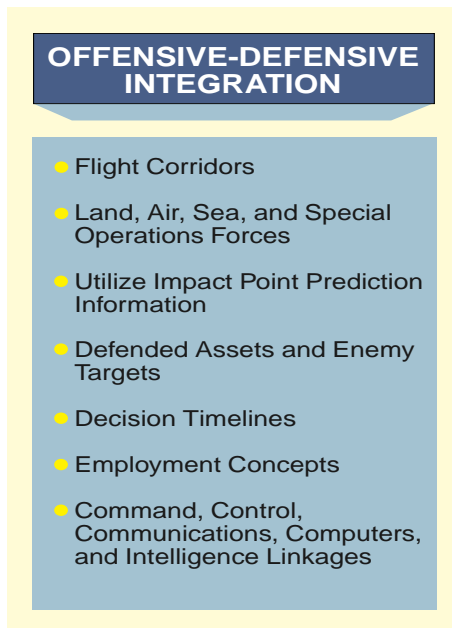 OFFENSIVE-DEFENSIVE
INTEGRATION
Flight Corridors
Land, Air, Sea, and Special
Operations Forces
Utilize Impact Point Prediction
Information
Defended Assets and Enemy
Targets
Decision Timelines
Employment Concepts
Command, Control,
Communications, Computers,
and Intelligence Linkages